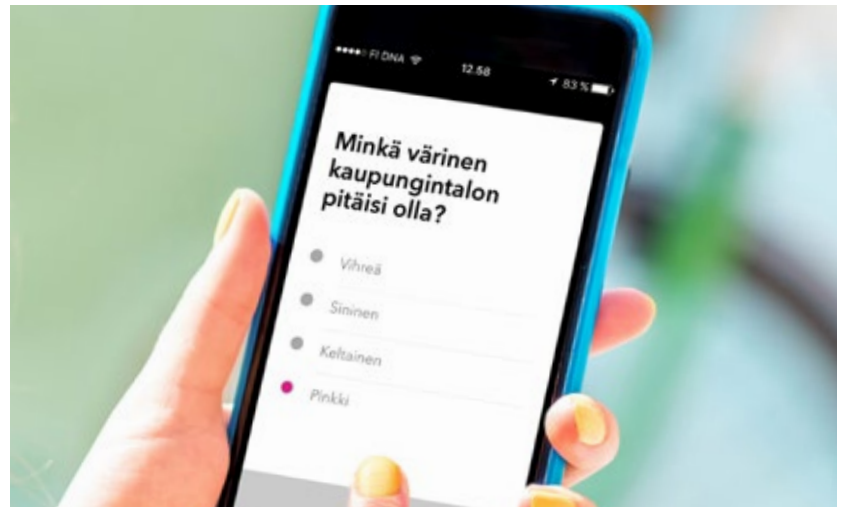 FI DNA 12.58 83 %
Minkä värinen
kaupungintalon
pitäisi olla?
Vihreä
Sininen
Keltainen
Pinkki